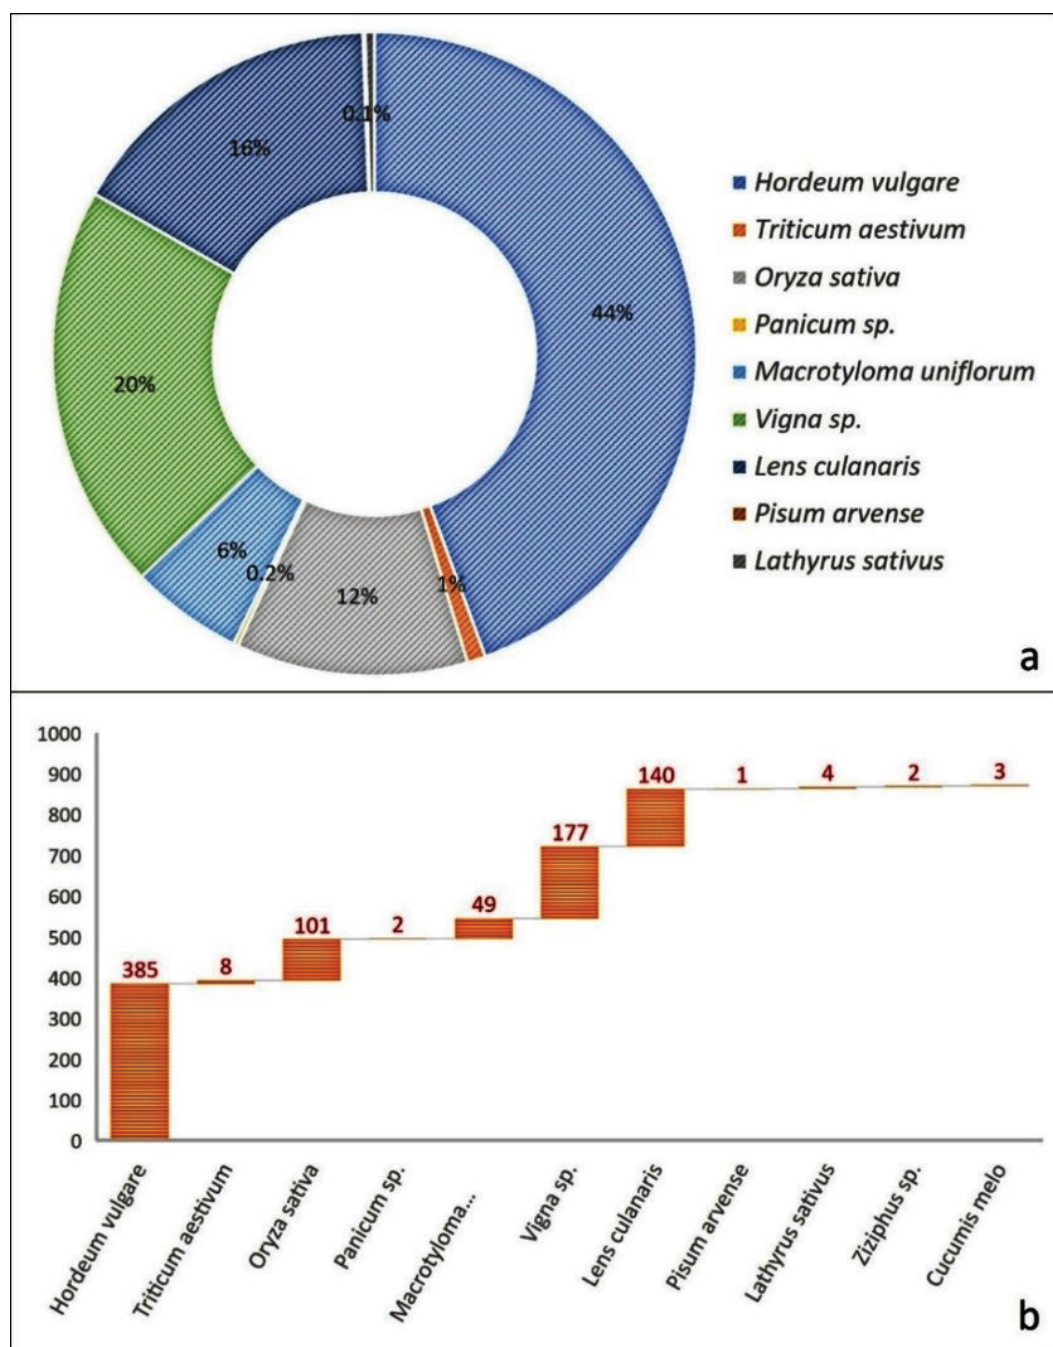 0.1%
16%
44%
20%
6%
0.2%
12%
1%
Hordeum vulgare
Triticum aestivum
Oryza sativa
Panicum sp.
Macrotyloma uniflorum
Vigna sp.
Lens culanaris
Pisum arvense
Lathyrus sativus
a
1000
900
800
700
600
500
400
300
200
100
0
385
8
101
2
49
177
140
1
4
2
3
Hordeum vulgare
Triticum aestivum
Oryza sativa
Panicum sp.
Macrotyloma...
Vigna sp.
Lens culanaris
Pisum arvense
Lathyrus sativus
Ziziphus sp.
Cucumis melo
b